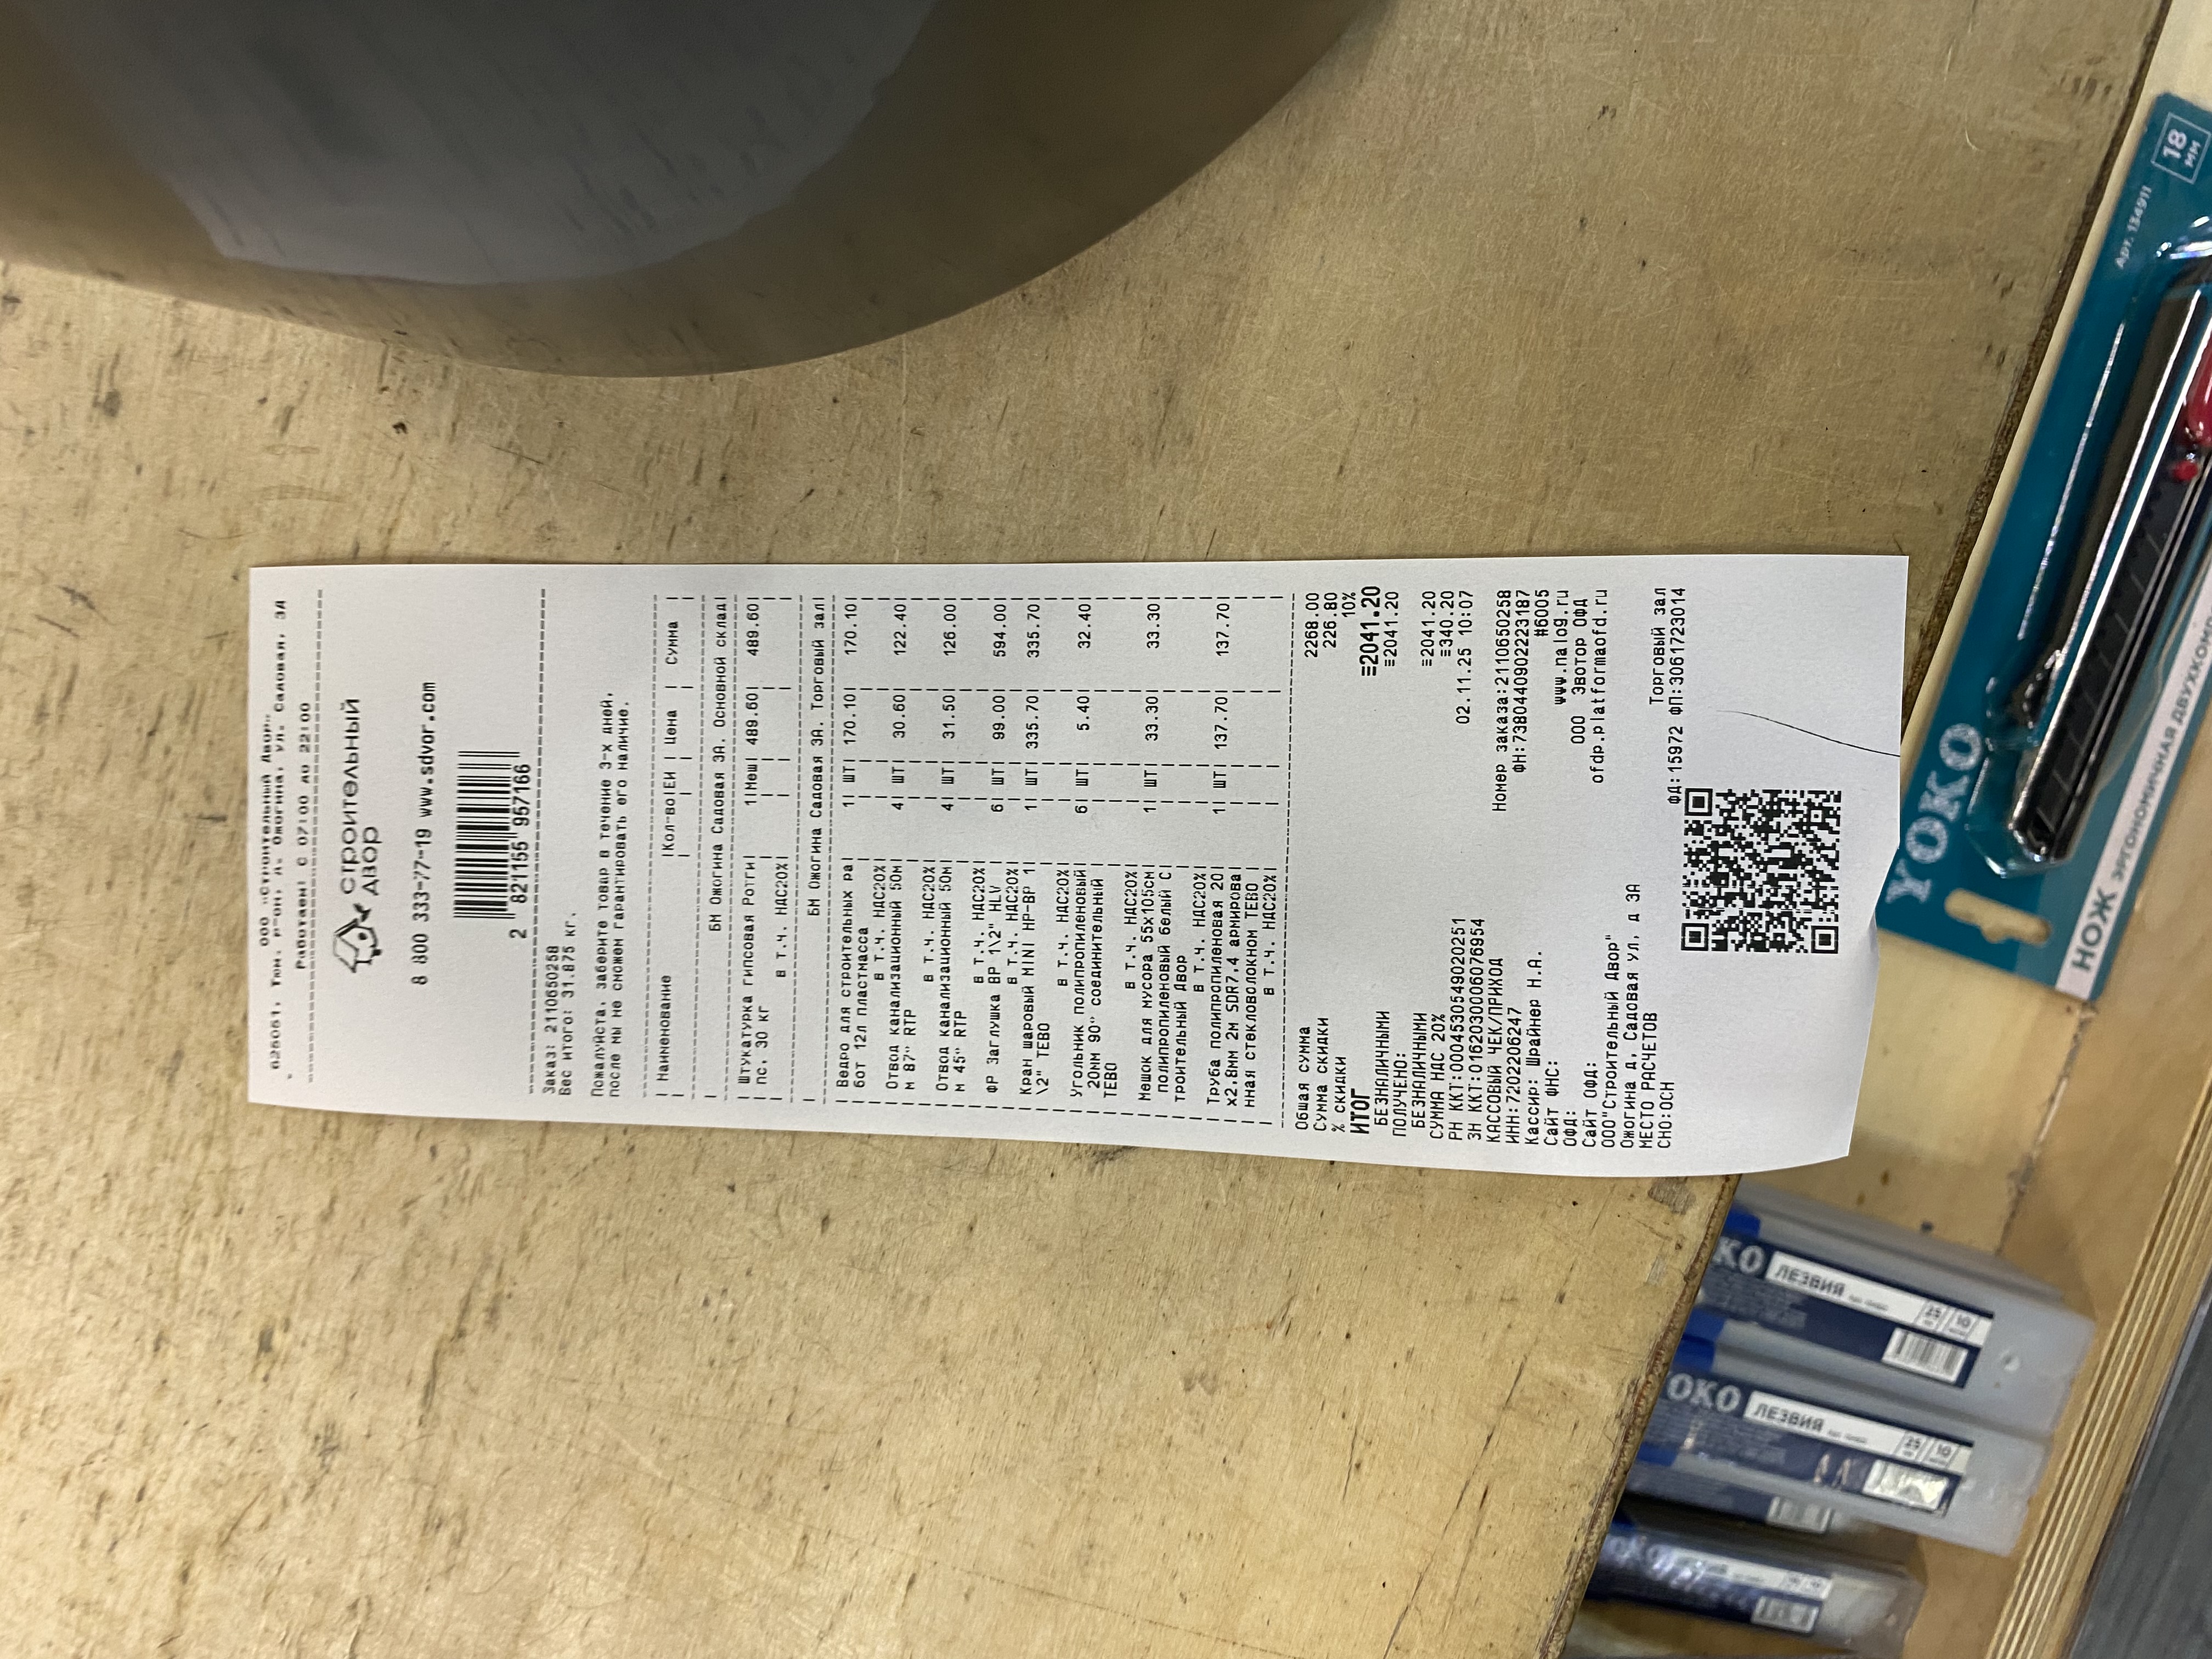 ООО «Строительный Двор»
625061, Тюм. р-он, д. Ожогина, ул. Садовая, 3А
Работаем! С 07:00 до 22:00
строительный
двор
8 800 333-77-19 www.sdvor.com
2 821155 957166
Заказ: 2110650258
Вес итого: 31.875 кг.
Пожалуйста, заберите товар в течение 3-х дней,
после мы не сможем гарантировать его наличие.
| Наименование |Кол-во|ЕИ | Цена | Сумма |
БМ Ожогина Садовая 3А. Основной склад|
| Штукатурка гипсовая Ротги| 1|Меш| 489.60| 489.60|
| пс. 30 кг
в т.ч. НДС20%|
БМ Ожогина Садовая 3А. Торговый зал|
| Ведро для строительных ра| 1| ШТ| 170.10| 170.10|
| бот 12л пластмасса
в т.ч. НДС20%|
| Отвод канализационный 50м| 4| ШТ| 30.60| 122.40|
| м 87° RTP
в т.ч. НДС20%|
| Отвод канализационный 50м| 4| ШТ| 31.50| 126.00|
| м 45° RTP
в т.ч. НДС20%|
| ФР Заглушка ВР 1\2" HLV | 6| ШТ| 99.00| 594.00|
в т.ч. НДС20%|
| Кран шаровый MINI НР-ВР 1| 1| ШТ| 335.70| 335.70|
| \2" ТЕВО
в т.ч. НДС20%|
| Угольник полипропиленовый| 6| ШТ| 5.40| 32.40|
| 20мм 90° соединительный
| ТЕВО
в т.ч. НДС20%|
| Мешок для мусора 55х105см| 1| ШТ| 33.30| 33.30|
| полипропиленовый белый С|
| троительный Двор
в т.ч. НДС20%|
| Труба полипропиленовая 20| 1| ШТ| 137.70| 137.70|
| х2.8мм 2м SDR7.4 армирова|
| нная стекловолокном ТЕВО |
в т.ч. НДС20%|
Общая сумма 2268.00
Сумма скидки 226.80
% скидки 10%
ИТОГ ≡2041.20
БЕЗНАЛИЧНЫМИ ≡2041.20
ПОЛУЧЕНО:
БЕЗНАЛИЧНЫМИ ≡2041.20
СУММА НДС 20% ≡340.20
РН ККТ:0004530549020251 02.11.25 10:07
ЗН ККТ:0162030006076954
КАССОВЫЙ ЧЕК/ПРИХОД Номер заказа:2110650258
ИНН:7202206247 ФН:7380440902223187
Кассир: Шрайнер Н.А. #6005
Сайт ФНС: www.nalog.ru
ОФД: ООО Эвотор ОФД
Сайт ОФД: ofdp.platformaofd.ru
ООО"Строительный Двор"
Ожогина д, Садовая ул, д 3А
МЕСТО РАСЧЕТОВ Торговый зал
СНО:ОСН ФД:15972 ФП:3061723014
YOKO
НОЖ ЭРГОНОМИЧНАЯ
Арт. 134911
18
мм
ЛЕЗВИЯ
25
10
ЛЕЗВИЯ
25
10